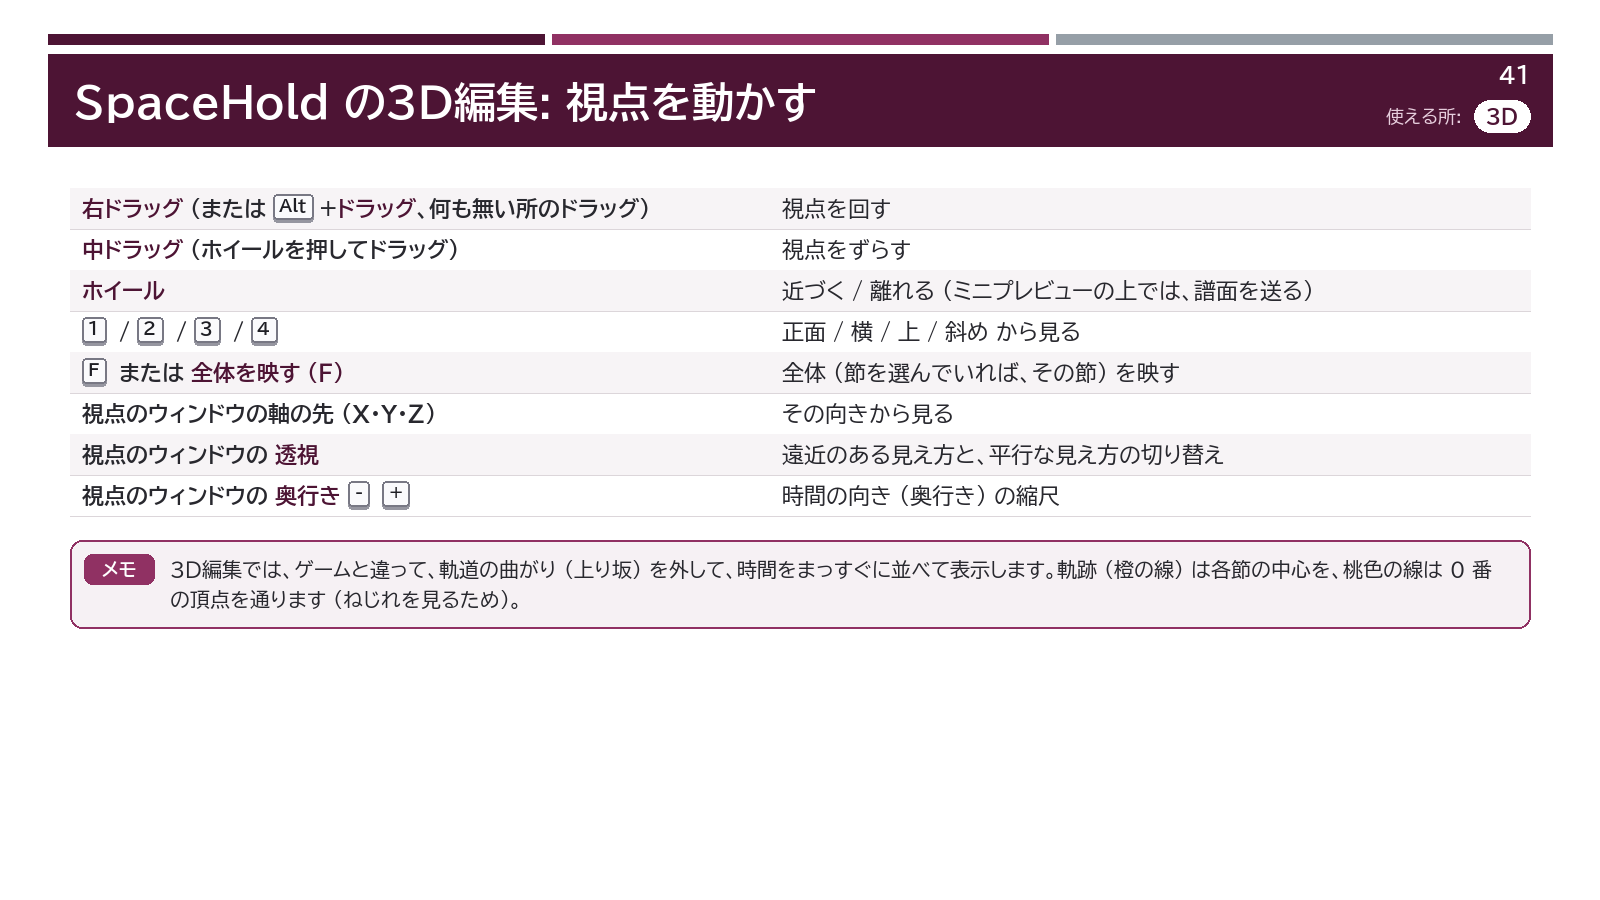 41
SpaceHold の3D編集: 視点を動かす
使える所: 3D
右ドラッグ (または Alt +ドラッグ、何も無い所のドラッグ) 視点を回す
中ドラッグ (ホイールを押してドラッグ) 視点をずらす
ホイール 近づく / 離れる (ミニプレビューの上では、譜面を送る)
1 / 2 / 3 / 4 正面 / 横 / 上 / 斜め から見る
F または 全体を映す (F) 全体 (節を選んでいれば、その節) を映す
視点のウィンドウの軸の先 (X・Y・Z) その向きから見る
視点のウィンドウの 透視 遠近のある見え方と、平行な見え方の切り替え
視点のウィンドウの 奥行き - + 時間の向き (奥行き) の縮尺
メモ 3D編集では、ゲームと違って、軌道の曲がり (上り坂) を外して、時間をまっすぐに並べて表示します。軌跡 (橙の線) は各節の中心を、桃色の線は 0 番
の頂点を通ります (ねじれを見るため)。